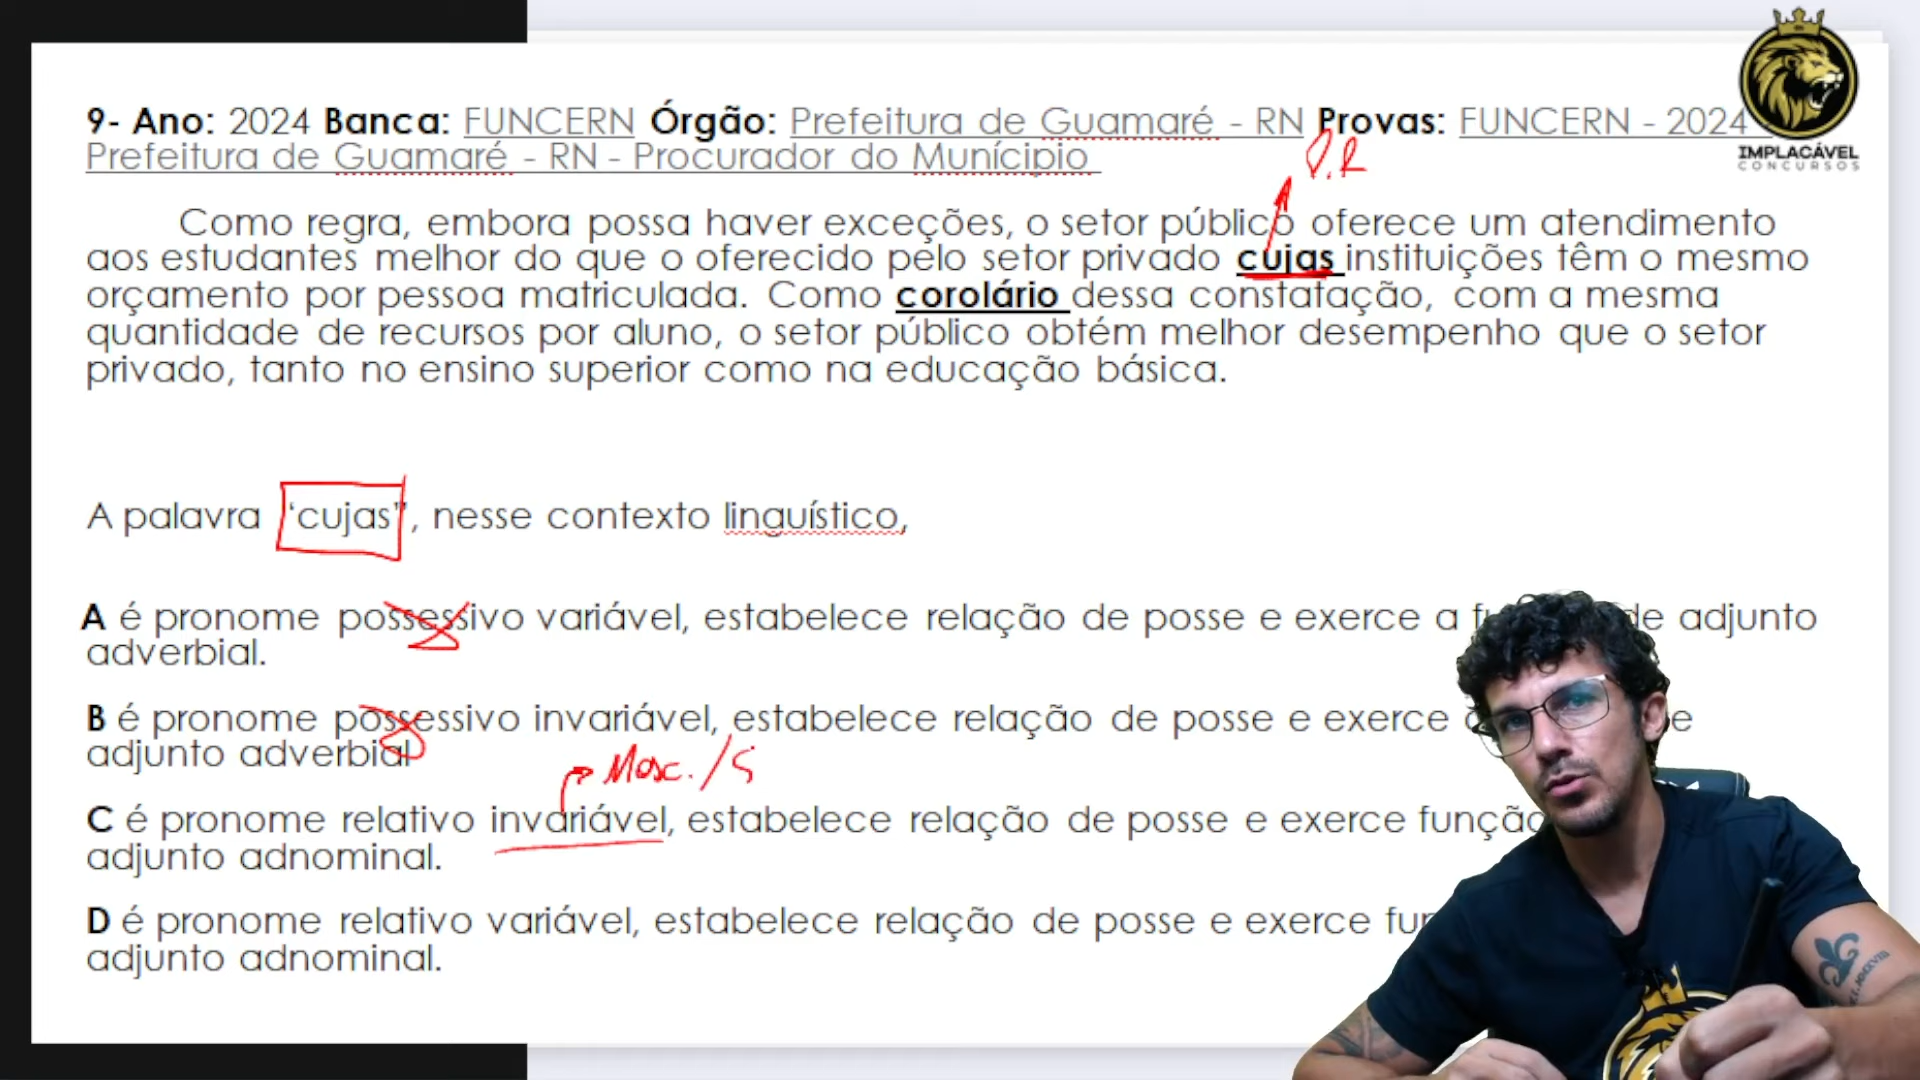 9- Ano: 2024 Banca: FUNCERN Órgão: Prefeitura de Guamaré - RN Provas: FUNCERN - 2024 -
Prefeitura de Guamaré - RN - Procurador do Munícipio
IMPLACÁVEL
CONCURSOS
P.R
Como regra, embora possa haver exceções, o setor público oferece um atendimento
aos estudantes melhor do que o oferecido pelo setor privado cujas instituições têm o mesmo
orçamento por pessoa matriculada. Como corolário dessa constatação, com a mesma
quantidade de recursos por aluno, o setor público obtém melhor desempenho que o setor
privado, tanto no ensino superior como na educação básica.
A palavra ‘cujas”, nesse contexto linguístico,
A é pronome possessivo variável, estabelece relação de posse e exerce a de adjunto
adverbial.
B é pronome possessivo invariável, estabelece relação de posse e exerce
adjunto adverbial
Masc./S
C é pronome relativo invariável, estabelece relação de posse e exerce função
adjunto adnominal.
D é pronome relativo variável, estabelece relação de posse e exerce
adjunto adnominal.